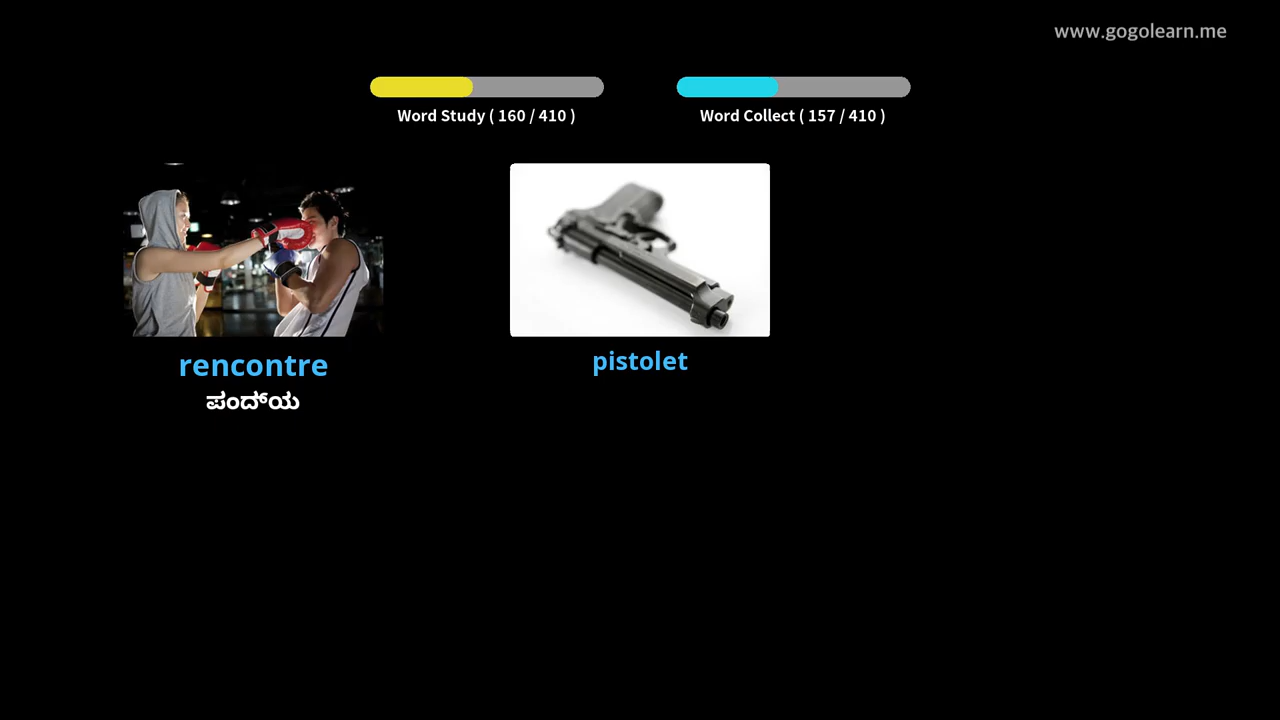 www.gogolearn.me
Word Study ( 160 / 410 )
Word Collect ( 157 / 410 )
rencontre
ಪಂದ್ಯ
pistolet